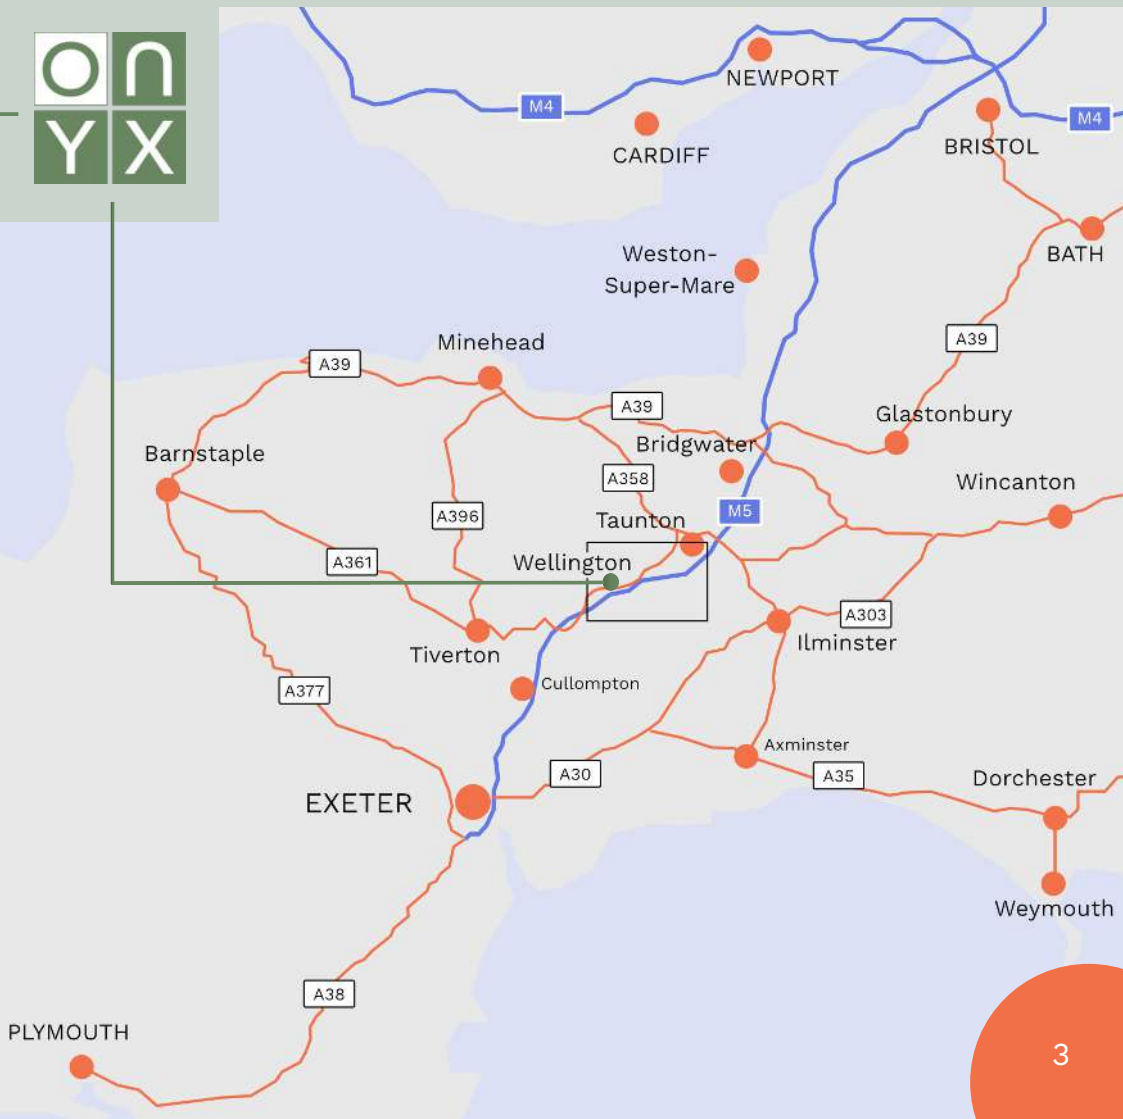 ON
YX
NEWPORT
M4
M4
CARDIFF
BRISTOL
BATH
Weston-
Super-Mare
Minehead
A39
A39
A39
Glastonbury
Bridgwater
Barnstaple
A358
Wincanton
A396
M5
Taunton
Wellington
A361
A303
Ilminster
Tiverton
Cullompton
A377
Axminster
A30
A35
Dorchester
EXETER
Weymouth
A38
PLYMOUTH
3